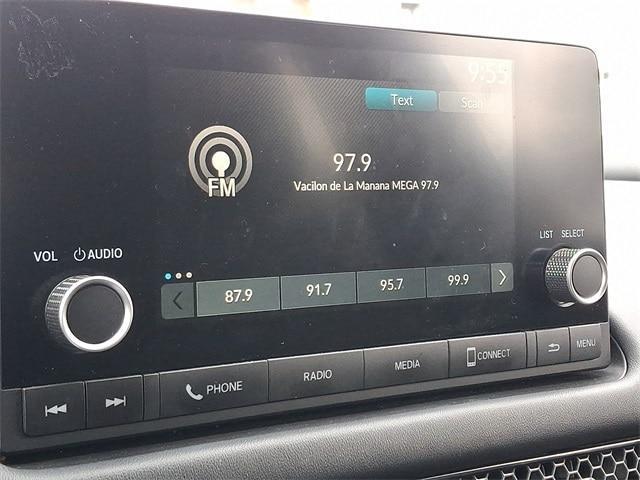 9:55
Text
Scan
97.9
FM
Vacilon de La Manana MEGA 97.9
LIST SELECT
VOL AUDIO
87.9 91.7 95.7 99.9
PHONE RADIO MEDIA CONNECT MENU